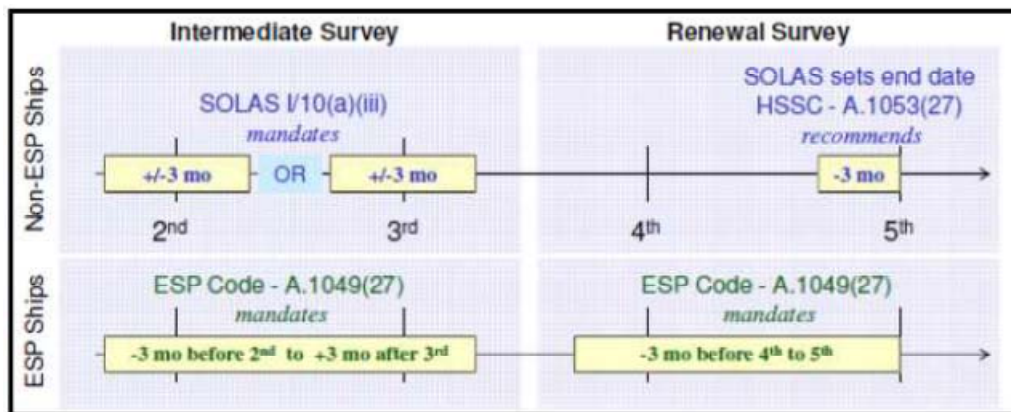 Intermediate Survey
Renewal Survey
Non-ESP Ships
SOLAS I/10(a)(iii)
mandates
SOLAS sets end date
HSSC - A.1053(27)
recommends
+/-3 mo
OR
+/-3 mo
-3 mo
2nd
3rd
4th
5th
ESP Ships
ESP Code - A.1049(27)
mandates
ESP Code - A.1049(27)
mandates
-3 mo before 2nd to +3 mo after 3rd
-3 mo before 4th to 5th